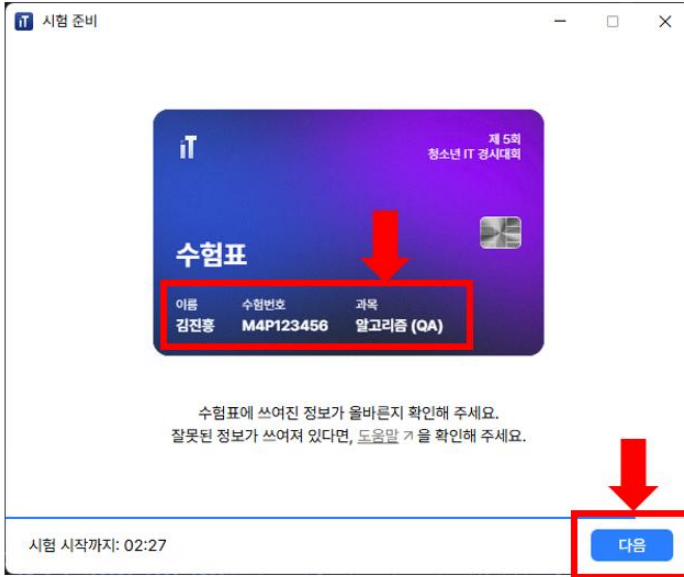 iT 시험 준비
iT
제 5회
청소년 IT 경시대회
수험표
이름 수험번호 과목
김진홍 M4P123456 알고리즘 (QA)
수험표에 쓰여진 정보가 올바른지 확인해 주세요.
잘못된 정보가 쓰여져 있다면, 도움말↗을 확인해 주세요.
시험 시작까지: 02:27 다음